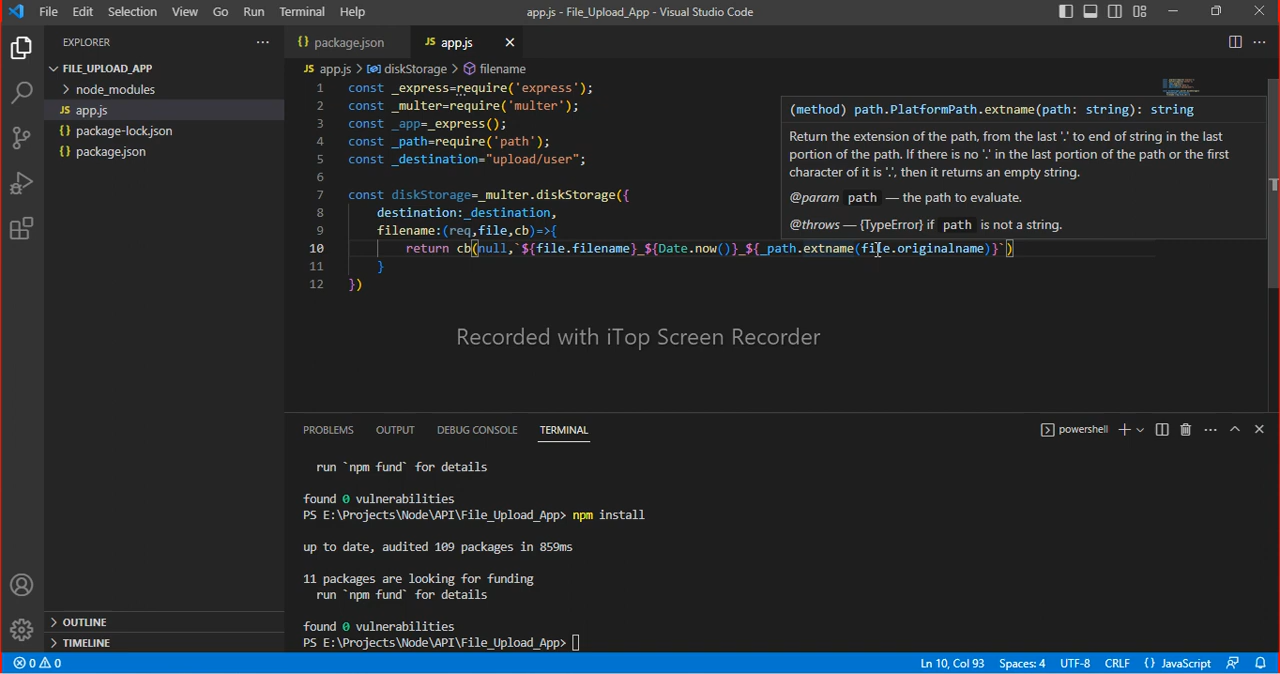 File Edit Selection View Go Run Terminal Help app.js - File_Upload_App - Visual Studio Code
EXPLORER ···
FILE_UPLOAD_APP
node_modules
JS app.js
{} package-lock.json
{} package.json
OUTLINE
TIMELINE
{} package.json JS app.js
JS app.js > diskStorage > filename
1 const _express=require('express');
2 const _multer=require('multer');
3 const _app=_express();
4 const _path=require('path');
5 const _destination="upload/user";
6
7 const diskStorage=_multer.diskStorage({
8 destination:_destination,
9 filename:(req,file,cb)=>{
10 return cb(null,`${file.filename}_${Date.now()}_${_path.extname(file.originalname)}`)
11 }
12 })
(method) path.PlatformPath.extname(path: string): string
Return the extension of the path, from the last '.' to end of string in the last
portion of the path. If there is no '.' in the last portion of the path or the first
character of it is '.', then it returns an empty string.
@param path — the path to evaluate.
@throws — {TypeError} if path is not a string.
Recorded with iTop Screen Recorder
PROBLEMS OUTPUT DEBUG CONSOLE TERMINAL powershell
run `npm fund` for details
found 0 vulnerabilities
PS E:\Projects\Node\API\File_Upload_App> npm install
up to date, audited 109 packages in 859ms
11 packages are looking for funding
run `npm fund` for details
found 0 vulnerabilities
PS E:\Projects\Node\API\File_Upload_App>
0 0 Ln 10, Col 93 Spaces: 4 UTF-8 CRLF {} JavaScript